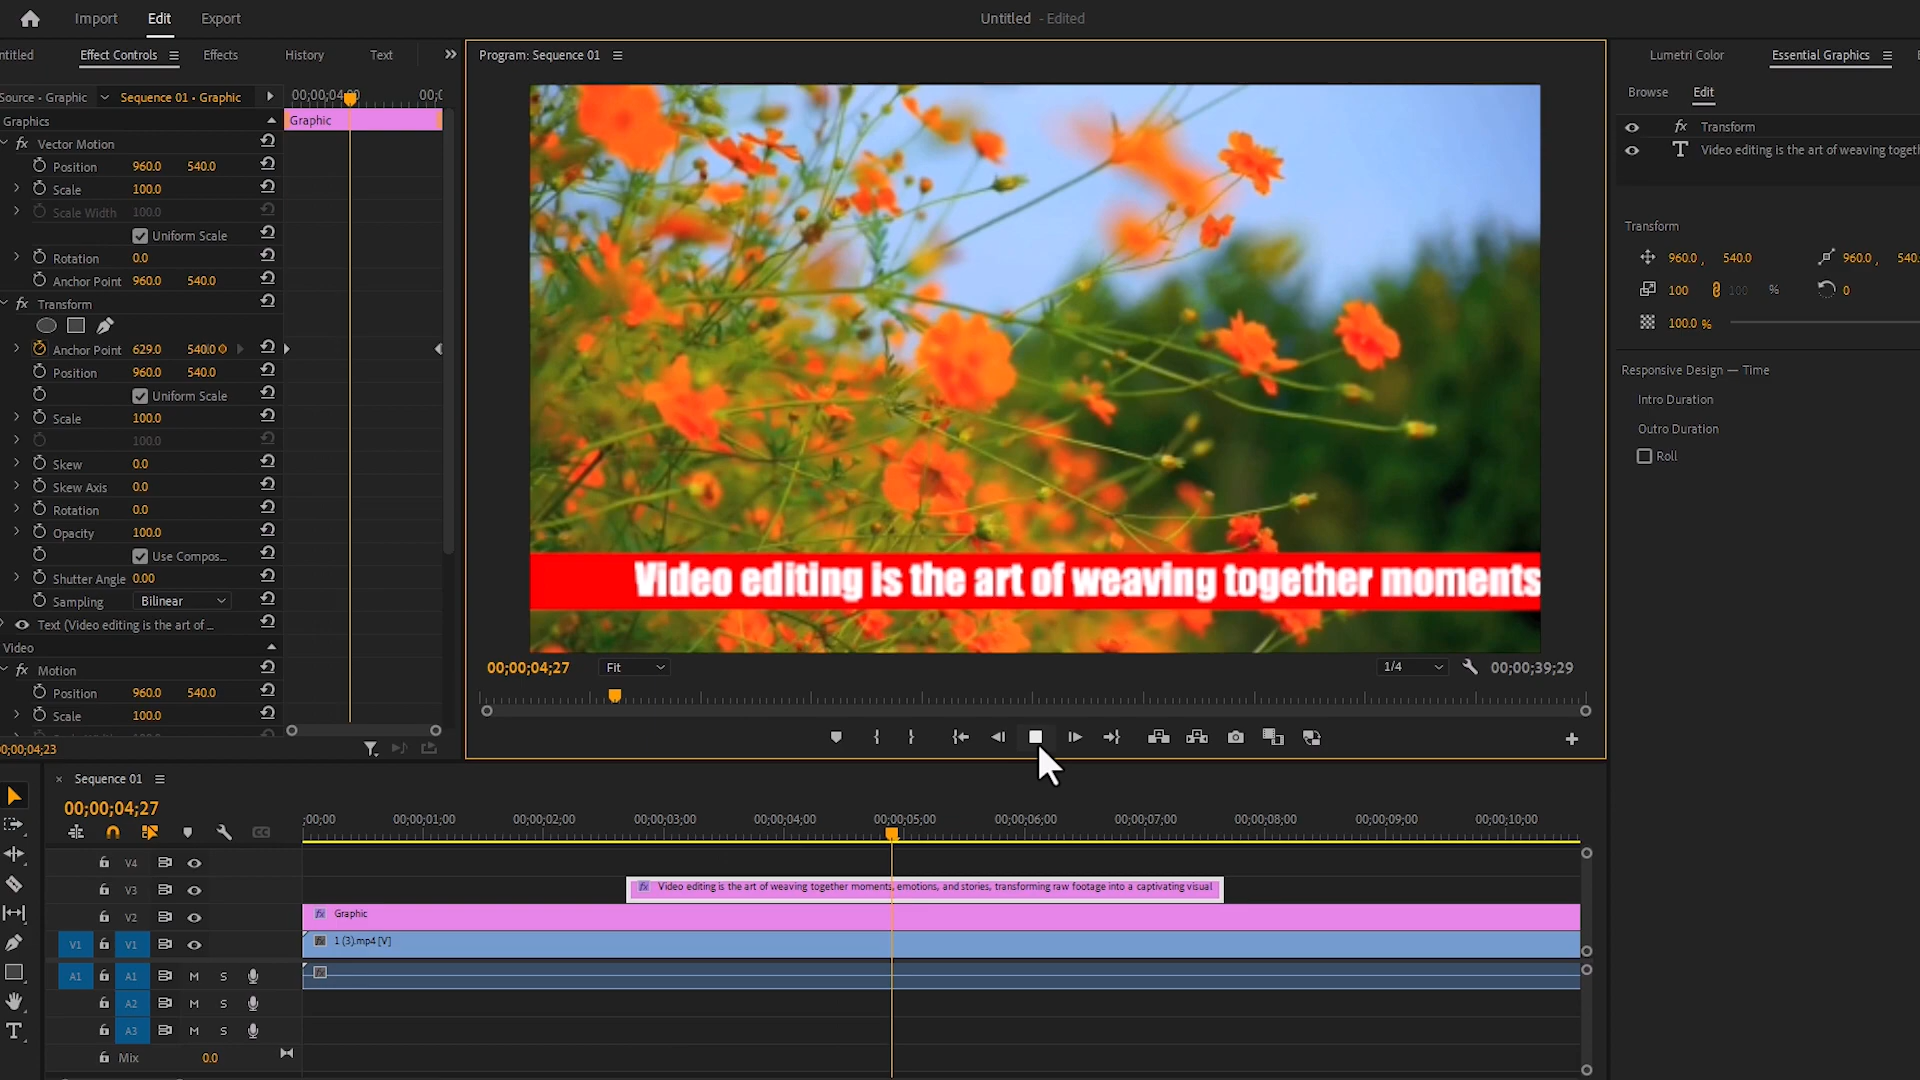 Import Edit Export
Untitled - Edited
ntitled Effect Controls Effects History Text
Program: Sequence 01
Lumetri Color Essential Graphics
Source · Graphic Sequence 01 · Graphic
00;00;04;00 00;0
Browse Edit
Graphics
Graphic
fx Transform
fx Vector Motion
T Video editing is the art of weaving togeth
Position 960.0 540.0
Scale 100.0
Scale Width 100.0
Uniform Scale
Rotation 0.0
Anchor Point 960.0 540.0
fx Transform
Anchor Point 629.0 540.0
Position 960.0 540.0
Uniform Scale
Scale 100.0
100.0
Skew 0.0
Skew Axis 0.0
Rotation 0.0
Opacity 100.0
Use Compos...
Shutter Angle 0.00
Sampling Bilinear
Text (Video editing is the art of ...
Video
fx Motion
Position 960.0 540.0
Scale 100.0
0;00;04;23
Video editing is the art of weaving together moments
00;00;04;27 Fit 1/4 00;00;39;29
Transform
960.0 , 540.0 960.0 , 540.
100 100 % 0
100.0 %
Responsive Design — Time
Intro Duration
Outro Duration
Roll
× Sequence 01
00;00;04;27
;00;00 00;00;01;00 00;00;02;00 00;00;03;00 00;00;04;00 00;00;05;00 00;00;06;00 00;00;07;00 00;00;08;00 00;00;09;00 00;00;10;00
V4
V3 fx Video editing is the art of weaving together moments, emotions, and stories, transforming raw footage into a captivating visual
V2 fx Graphic
V1 V1 fx 1 (3).mp4 [V]
A1 A1 M S
A2 M S
A3 M S
Mix 0.0